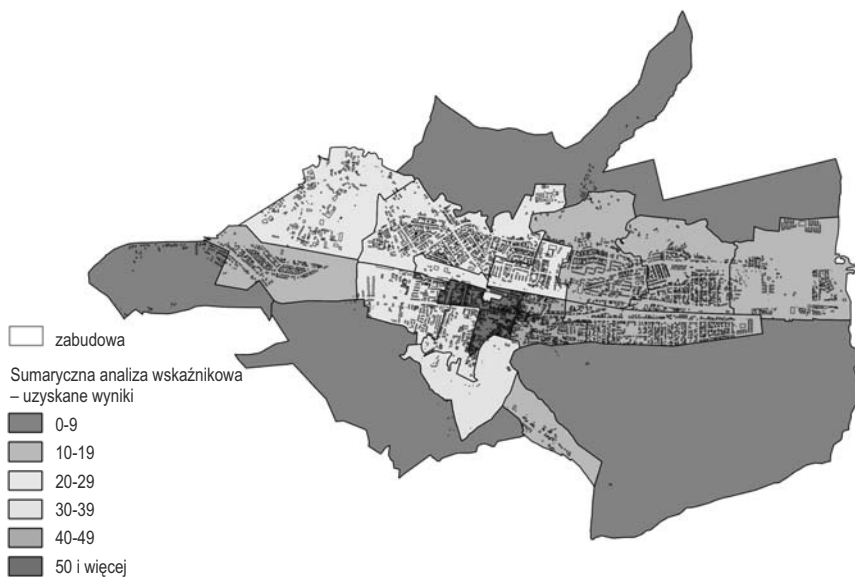 zabudowa
Sumaryczna analiza wskaźnikowa
– uzyskane wyniki
0-9
10-19
20-29
30-39
40-49
50 i więcej